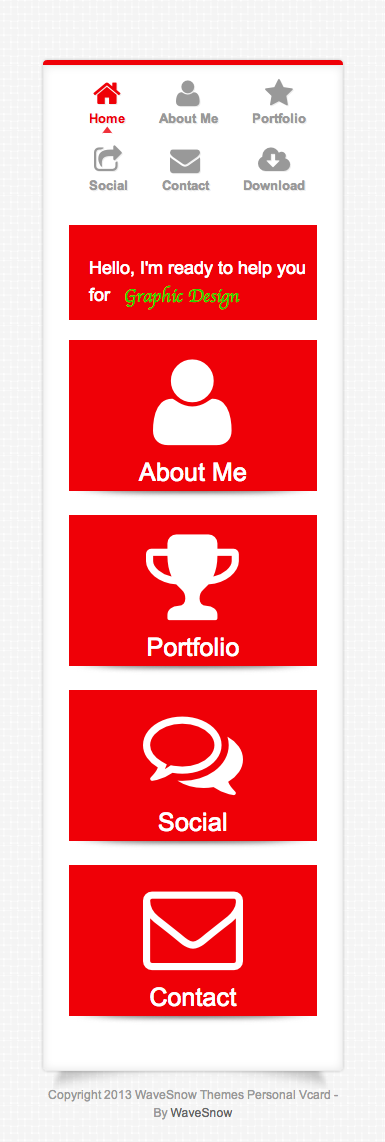 Home About Me Portfolio
Social Contact Download
Hello, I'm ready to help you
for Graphic Design
About Me
Portfolio
Social
Contact
Copyright 2013 WaveSnow Themes Personal Vcard -
By WaveSnow